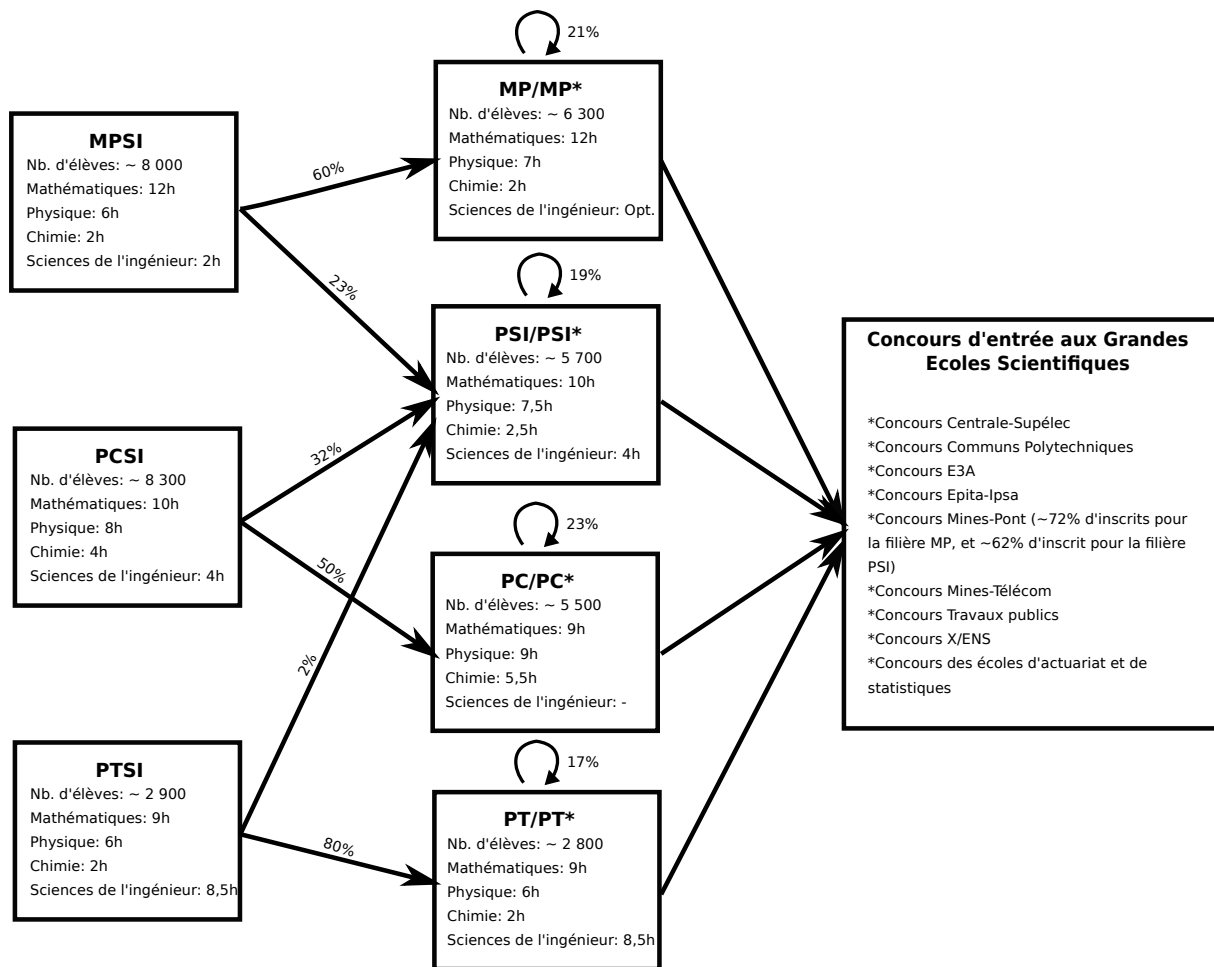 21%
MP/MP*
Nb. d'élèves: ~ 6 300
Mathématiques: 12h
Physique: 7h
Chimie: 2h
Sciences de l'ingénieur: Opt.
MPSI
Nb. d'élèves: ~ 8 000
Mathématiques: 12h
Physique: 6h
Chimie: 2h
Sciences de l'ingénieur: 2h
60%
23%
19%
PSI/PSI*
Nb. d'élèves: ~ 5 700
Mathématiques: 10h
Physique: 7,5h
Chimie: 2,5h
Sciences de l'ingénieur: 4h
PCSI
Nb. d'élèves: ~ 8 300
Mathématiques: 10h
Physique: 8h
Chimie: 4h
Sciences de l'ingénieur: 4h
32%
50%
2%
23%
PC/PC*
Nb. d'élèves: ~ 5 500
Mathématiques: 9h
Physique: 9h
Chimie: 5,5h
Sciences de l'ingénieur: -
PTSI
Nb. d'élèves: ~ 2 900
Mathématiques: 9h
Physique: 6h
Chimie: 2h
Sciences de l'ingénieur: 8,5h
80%
17%
PT/PT*
Nb. d'élèves: ~ 2 800
Mathématiques: 9h
Physique: 6h
Chimie: 2h
Sciences de l'ingénieur: 8,5h
Concours d'entrée aux Grandes
Ecoles Scientifiques
*Concours Centrale-Supélec
*Concours Communs Polytechniques
*Concours E3A
*Concours Epita-Ipsa
*Concours Mines-Pont (~72% d'inscrits pour
la filière MP, et ~62% d'inscrit pour la filière
PSI)
*Concours Mines-Télécom
*Concours Travaux publics
*Concours X/ENS
*Concours des écoles d'actuariat et de
statistiques